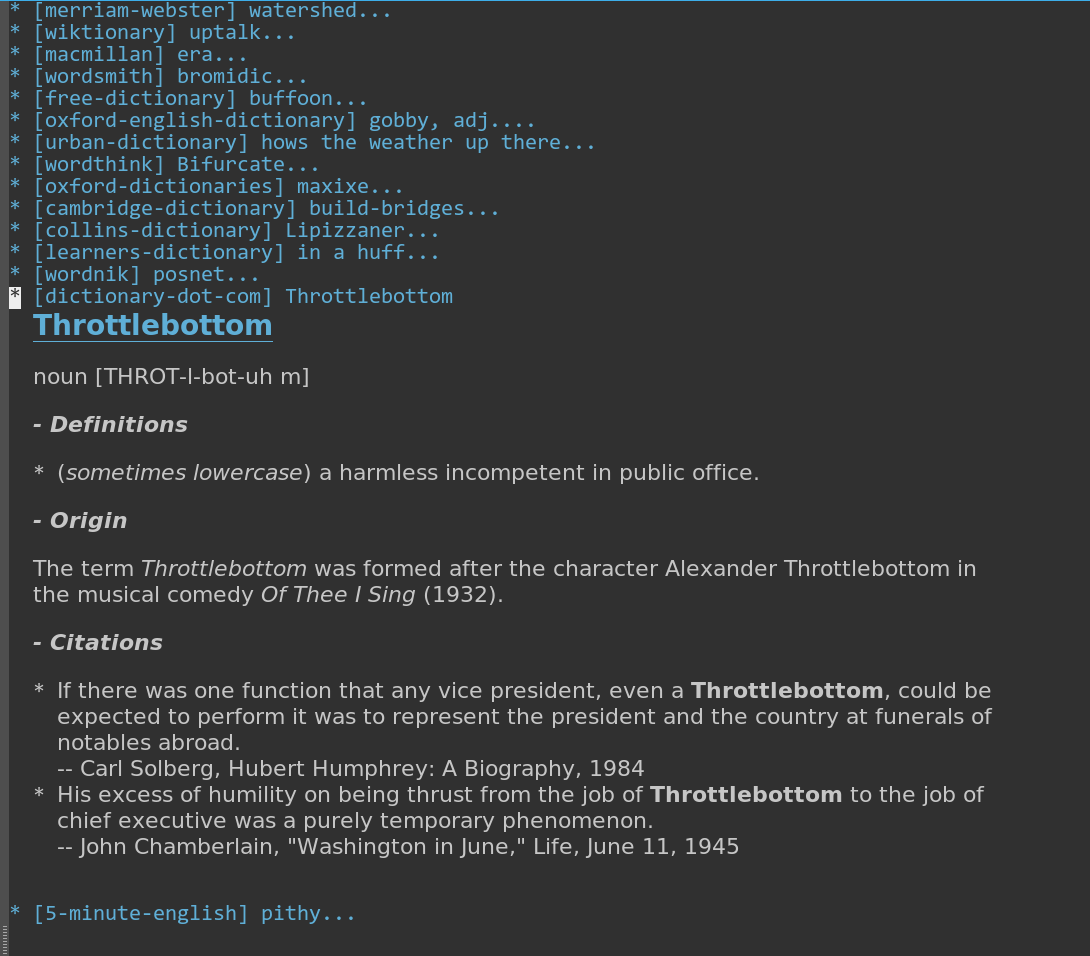 * [merriam-webster] watershed...
* [wiktionary] uptalk...
* [macmillan] era...
* [wordsmith] bromidic...
* [free-dictionary] buffoon...
* [oxford-english-dictionary] gobby, adj....
* [urban-dictionary] hows the weather up there...
* [wordthink] Bifurcate...
* [oxford-dictionaries] maxixe...
* [cambridge-dictionary] build-bridges...
* [collins-dictionary] Lipizzaner...
* [learners-dictionary] in a huff...
* [wordnik] posnet...
* [dictionary-dot-com] Throttlebottom
Throttlebottom
noun [THROT-l-bot-uh m]
- Definitions
* (sometimes lowercase) a harmless incompetent in public office.
- Origin
The term Throttlebottom was formed after the character Alexander Throttlebottom in
the musical comedy Of Thee I Sing (1932).
- Citations
* If there was one function that any vice president, even a Throttlebottom, could be
expected to perform it was to represent the president and the country at funerals of
notables abroad.
-- Carl Solberg, Hubert Humphrey: A Biography, 1984
* His excess of humility on being thrust from the job of Throttlebottom to the job of
chief executive was a purely temporary phenomenon.
-- John Chamberlain, "Washington in June," Life, June 11, 1945
* [5-minute-english] pithy...